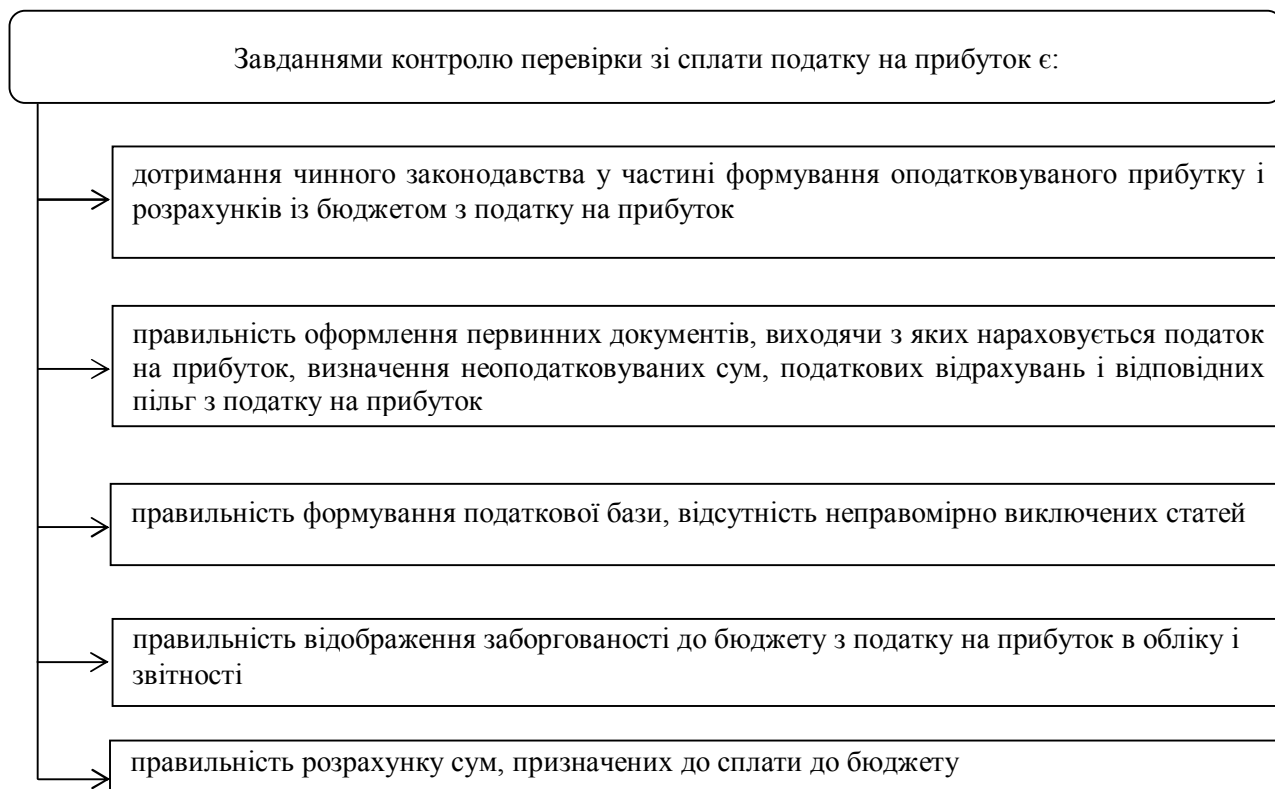 Завданнями контролю перевірки зі сплати податку на прибуток є:
дотримання чинного законодавства у частині формування оподатковуваного прибутку і
розрахунків із бюджетом з податку на прибуток
правильність оформлення первинних документів, виходячи з яких нараховується податок
на прибуток, визначення неоподатковуваних сум, податкових відрахувань і відповідних
пільг з податку на прибуток
правильність формування податкової бази, відсутність неправомірно виключених статей
правильність відображення заборгованості до бюджету з податку на прибуток в обліку і
звітності
правильність розрахунку сум, призначених до сплати до бюджету